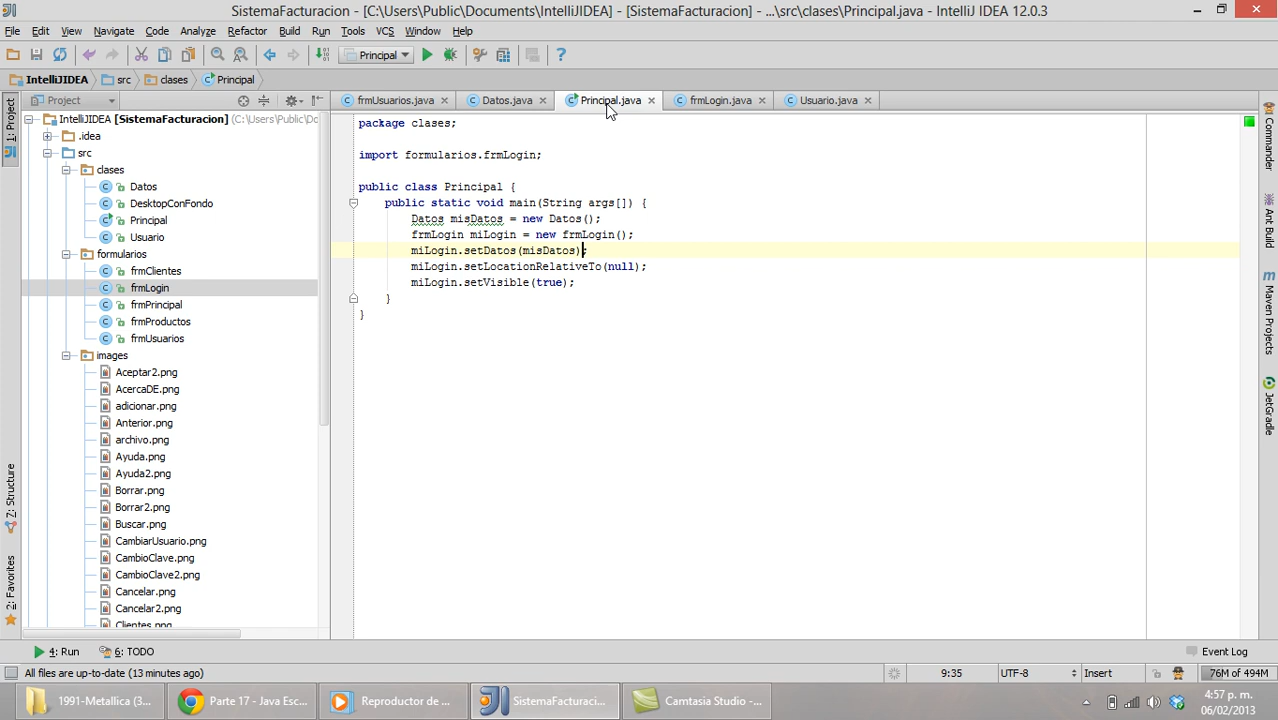 SistemaFacturacion - [C:\Users\Public\Documents\IntelliJIDEA] - [SistemaFacturacion] - ...\src\clases\Principal.java - IntelliJ IDEA 12.0.3
File Edit View Navigate Code Analyze Refactor Build Run Tools VCS Window Help
Principal
IntelliJIDEA src clases Principal
Project
frmUsuarios.java Datos.java Principal.java frmLogin.java Usuario.java
1: Project
Z: Structure
2: Favorites
IntelliJIDEA [SistemaFacturacion] (C:\Users\Public\Do
.idea
src
clases
Datos
DesktopConFondo
Principal
Usuario
formularios
frmClientes
frmLogin
frmPrincipal
frmProductos
frmUsuarios
images
Aceptar2.png
AcercaDE.png
adicionar.png
Anterior.png
archivo.png
Ayuda.png
Ayuda2.png
Borrar.png
Borrar2.png
Buscar.png
CambiarUsuario.png
CambioClave.png
CambioClave2.png
Cancelar.png
Cancelar2.png
Clientes.png
package clases;
import formularios.frmLogin;
public class Principal {
public static void main(String args[]) {
Datos misDatos = new Datos();
frmLogin miLogin = new frmLogin();
miLogin.setDatos(misDatos);
miLogin.setLocationRelativeTo(null);
miLogin.setVisible(true);
}
}
Commander
Ant Build
Maven Projects
JetGradle
4: Run 6: TODO Event Log
All files are up-to-date (13 minutes ago) 9:35 UTF-8 Insert 76M of 494M
1991-Metallica (3... Parte 17 - Java Esc... Reproductor de ... SistemaFacturaci... Camtasia Studio -...
4:57 p. m.
06/02/2013